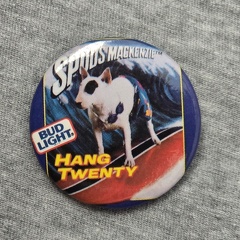 SPUDS MACKENZIE
BUD
LIGHT.
HANG
TWENTY